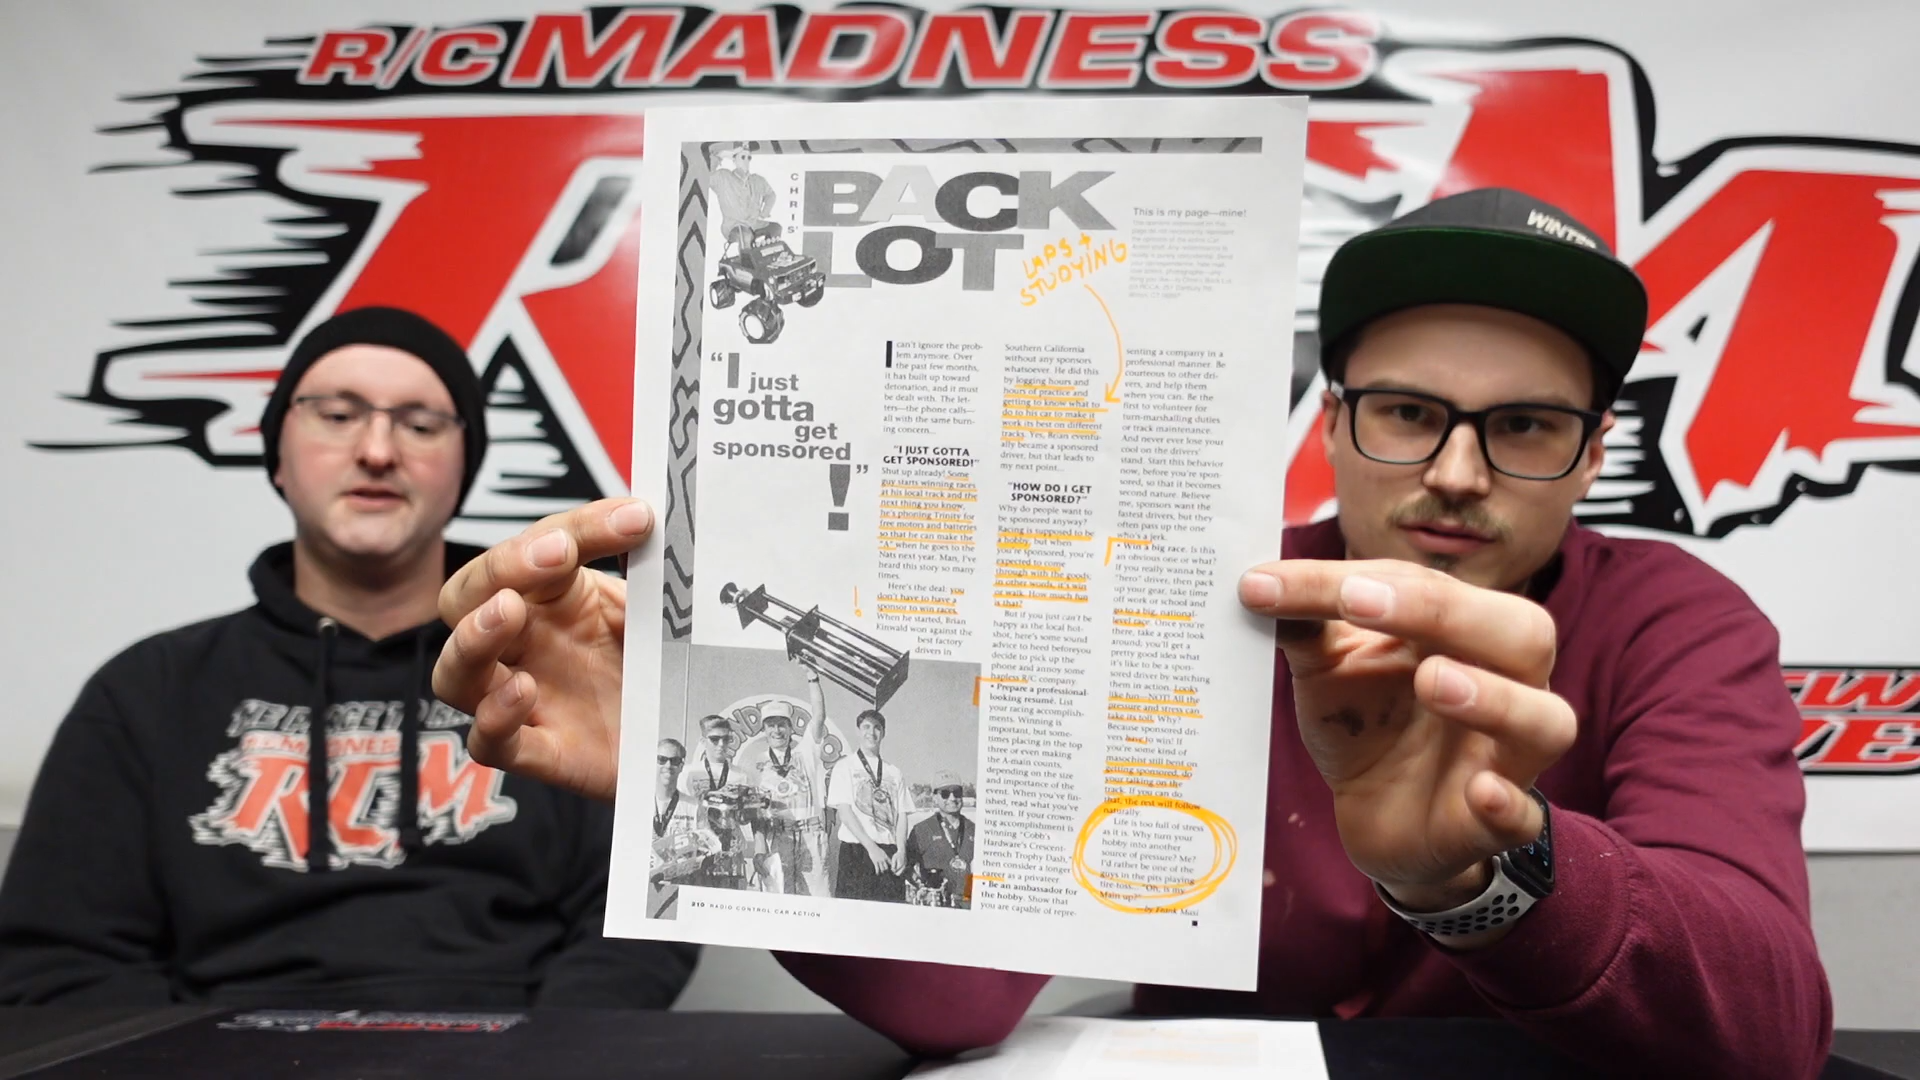 R/C MADNESS
RCM
WINTER
CHRIS'
BACK
LOT
This is my page—mine!
LAPS +
STUDYING
"I just
gotta
get
sponsored
!"
I can't ignore the prob-
lem anymore. Over
the past few months,
it has built up toward
detonation, and it must
be dealt with. The let-
ters—the phone calls—
all with the same burn-
ing concern...
"I JUST GOTTA
GET SPONSORED!"
Shut up already! Some
guy starts winning races
at his local track and the
next thing you know,
he's phoning Trinity for
free motors and batteries
so that he can make the
"A" when he goes to the
Nats next year. Man, I've
heard this story so many
times.
Here's the deal: you
don't have to have a
sponsor to win races.
When he started, Brian
Kinwald won against the
best factory
drivers in
!
Southern California
without any sponsors
whatsoever. He did this
by logging hours and
hours of practice and
getting to know what to
do to his car to make it
work its best on different
tracks. Yes, Brian eventu-
ally became a sponsored
driver, but that leads to
my next point...
"HOW DO I GET
SPONSORED?"
Why do people want to
be sponsored anyway?
Racing is supposed to be
a hobby, but when
you're sponsored, you're
expected to come
through with the goods;
in other words, it's win
or walk. How much fun
is that?
But if you just can't be
happy as the local hot-
shot, here's some sound
advice to heed before you
decide to pick up the
phone and annoy some
hapless R/C company.
• Prepare a professional-
looking resumé. List
your racing accomplish-
ments. Winning is
important, but some-
times placing in the top
three or even making
the A-main counts,
depending on the size
and importance of the
event. When you've fin-
ished, read what you've
written. If your crown-
ing accomplishment is
winning "Cobb's
Hardware's Crescent-
wrench Trophy Dash,"
then consider a longer
career as a privateer
• Be an ambassador for
the hobby. Show that
you are capable of repre-
senting a company in a
professional manner. Be
courteous to other dri-
vers, and help them
when you can. Be the
first to volunteer for
turn-marshalling duties
or track maintenance.
And never ever lose your
cool on the drivers'
stand. Start this behavior
now, before you're spon-
sored, so that it becomes
second nature. Believe
me, sponsors want the
fastest drivers, but they
often pass up the one
who's a jerk.
• Win a big race. Is this
an obvious one or what?
If you really wanna be a
"hero" driver, then pack
up your gear, take time
off work or school and
go to a big, national-
level race. Once you're
there, take a good look
around; you'll get a
pretty good idea what
it's like to be a spon-
sored driver by watching
them in action. Looks
like fun—NOT! All the
pressure and stress can
take its toll. Why?
Because sponsored dri-
vers have to win! If
you're some kind of
masochist still bent on
getting sponsored, do
your talking on the
track. If you can do
that, the rest will follow
naturally.
Life is too full of stress
as it is. Why turn your
hobby into another
source of pressure? Me?
I'd rather be one of the
guys in the pits playing
tire-toss... "Oh, is my
Main up?"
—by Frank Masi
210 RADIO CONTROL CAR ACTION
R/C MADNESS
RCM